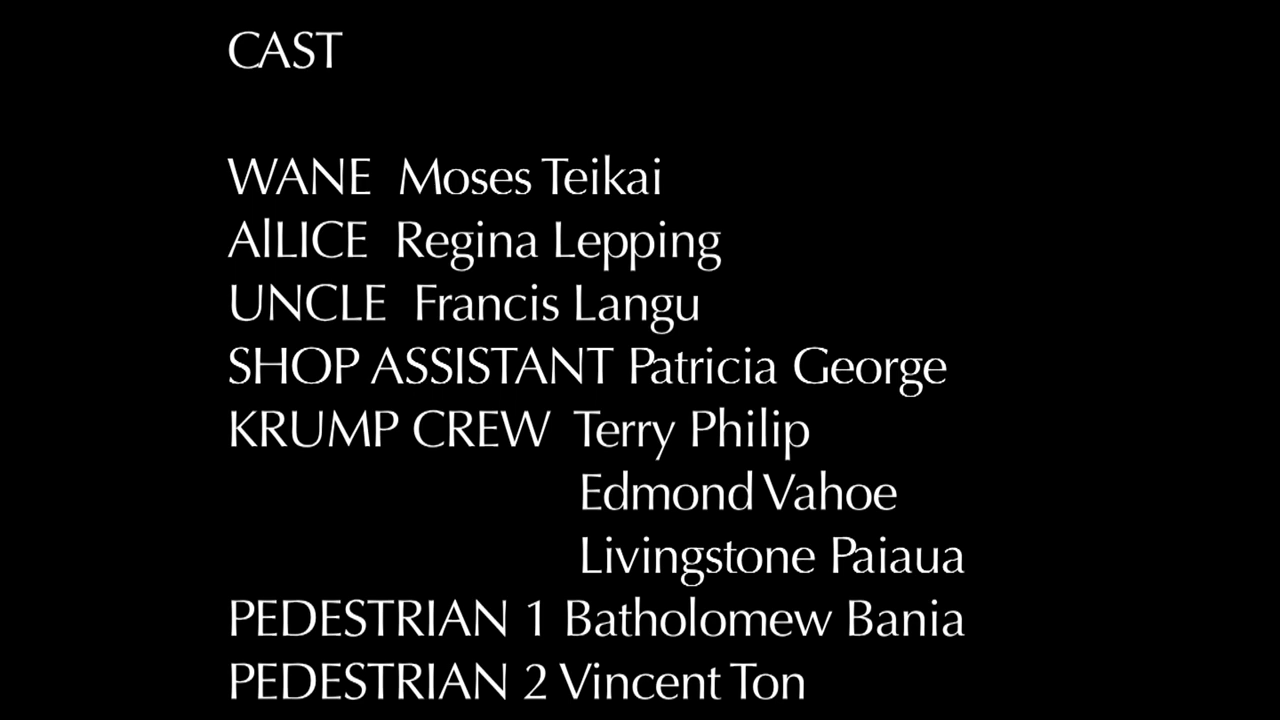 CAST
WANE Moses Teikai
AlLICE Regina Lepping
UNCLE Francis Langu
SHOP ASSISTANT Patricia George
KRUMP CREW Terry Philip
Edmond Vahoe
Livingstone Paiaua
PEDESTRIAN 1 Batholomew Bania
PEDESTRIAN 2 Vincent Ton